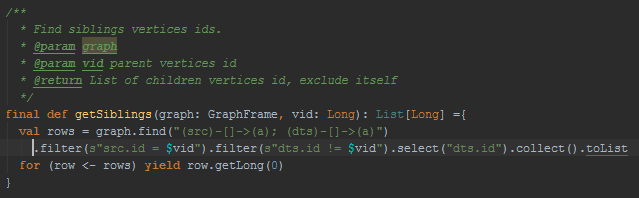 /**
* Find siblings vertices ids.
* @param graph
* @param vid parent vertices id
* @return List of children vertices id, exclude itself
*/
final def getSiblings(graph: GraphFrame, vid: Long): List[Long] ={
val rows = graph.find("(src)-[]->(a); (dts)-[]->(a)")
.filter(s"src.id = $vid").filter(s"dts.id != $vid").select("dts.id").collect().toList
for (row <- rows) yield row.getLong(0)
}